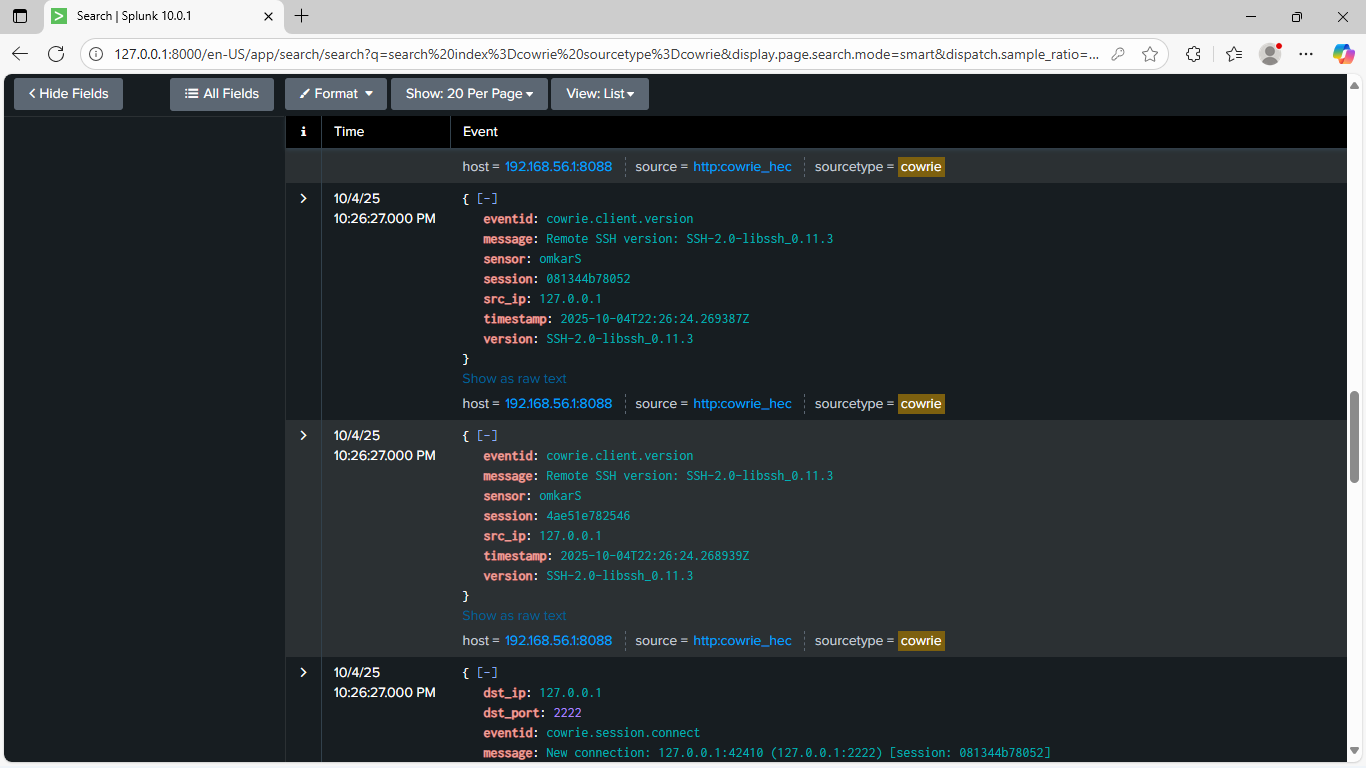 Search | Splunk 10.0.1
127.0.0.1:8000/en-US/app/search/search?q=search%20index%3Dcowrie%20sourcetype%3Dcowrie&display.page.search.mode=smart&dispatch.sample_ratio=...
< Hide Fields
All Fields
Format
Show: 20 Per Page
View: List
i Time Event
host = 192.168.56.1:8088 source = http:cowrie_hec sourcetype = cowrie
10/4/25
10:26:27.000 PM
{ [-]
eventid: cowrie.client.version
message: Remote SSH version: SSH-2.0-libssh_0.11.3
sensor: omkarS
session: 081344b78052
src_ip: 127.0.0.1
timestamp: 2025-10-04T22:26:24.269387Z
version: SSH-2.0-libssh_0.11.3
}
Show as raw text
host = 192.168.56.1:8088 source = http:cowrie_hec sourcetype = cowrie
10/4/25
10:26:27.000 PM
{ [-]
eventid: cowrie.client.version
message: Remote SSH version: SSH-2.0-libssh_0.11.3
sensor: omkarS
session: 4ae51e782546
src_ip: 127.0.0.1
timestamp: 2025-10-04T22:26:24.268939Z
version: SSH-2.0-libssh_0.11.3
}
Show as raw text
host = 192.168.56.1:8088 source = http:cowrie_hec sourcetype = cowrie
10/4/25
10:26:27.000 PM
{ [-]
dst_ip: 127.0.0.1
dst_port: 2222
eventid: cowrie.session.connect
message: New connection: 127.0.0.1:42410 (127.0.0.1:2222) [session: 081344b78052]